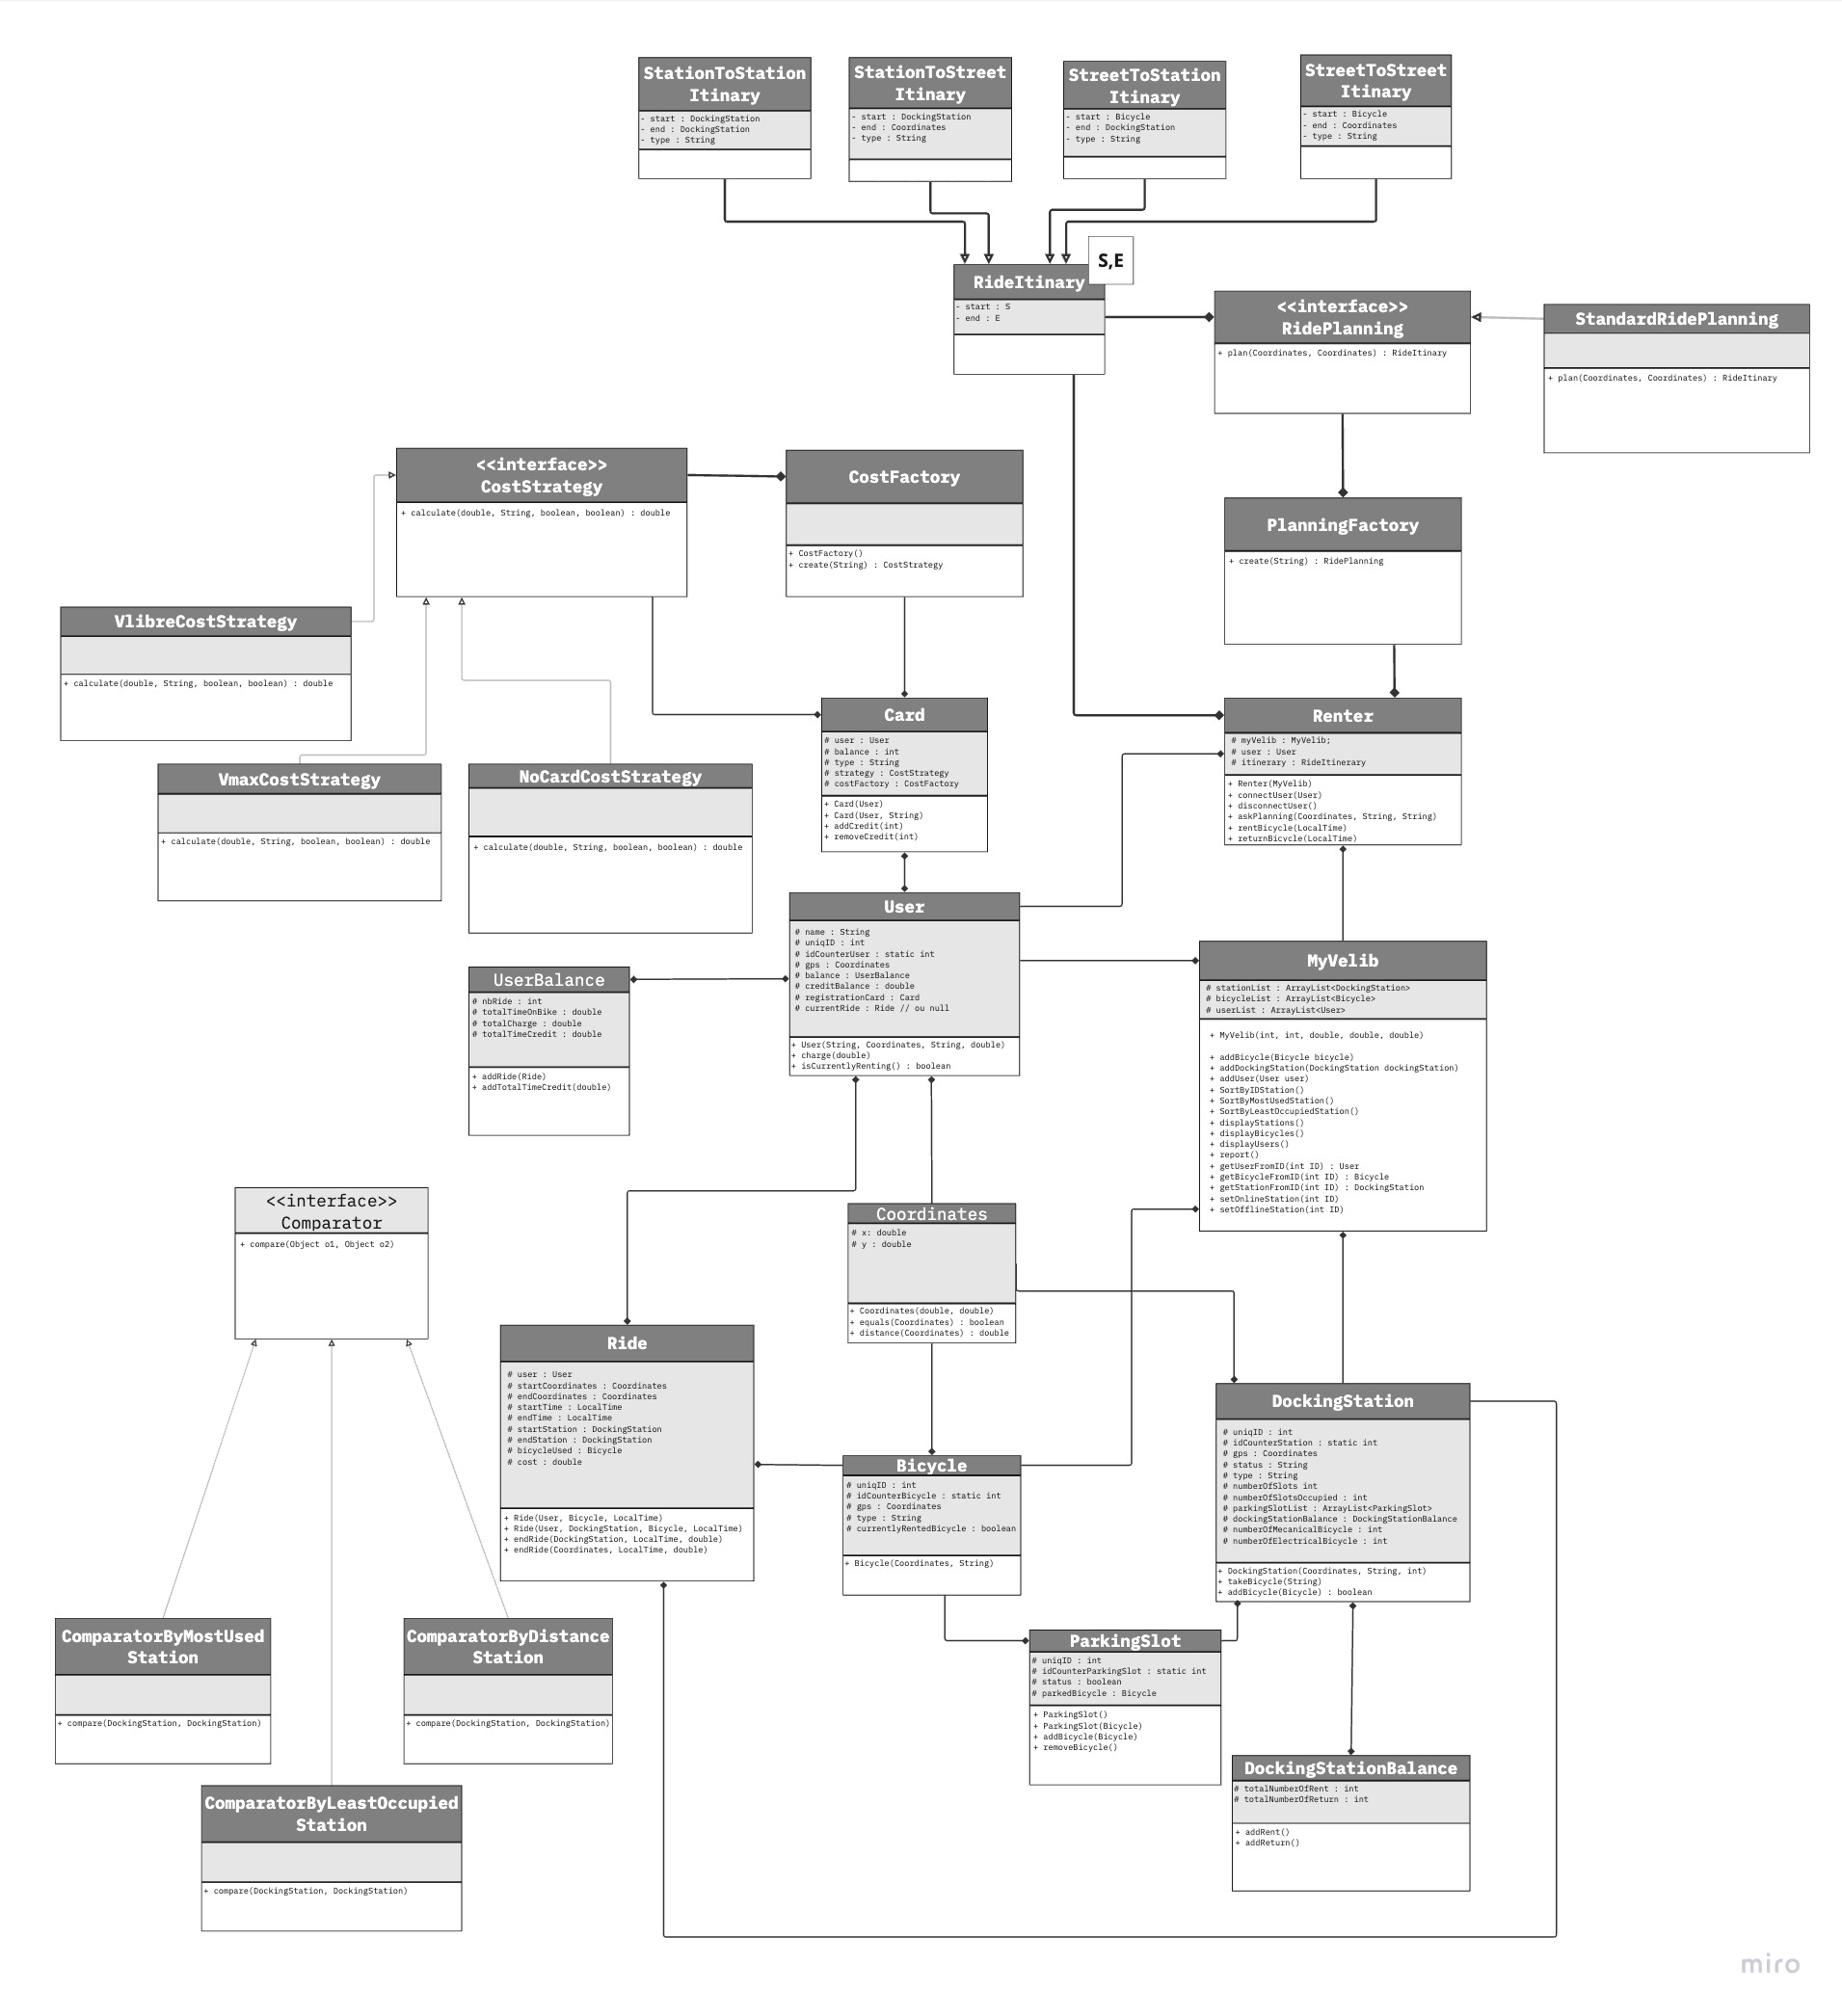 StationToStation
Itinary
- start : DockingStation
- end : DockingStation
- type : String
StationToStreet
Itinary
- start : DockingStation
- end : Coordinates
- type : String
StreetToStation
Itinary
- start : Bicycle
- end : DockingStation
- type : String
StreetToStreet
Itinary
- start : Bicycle
- end : Coordinates
- type : String
S,E
RideItinary
- start : S
- end : E
<<interface>>
RidePlanning
+ plan(Coordinates, Coordinates) : RideItinary
StandardRidePlanning
+ plan(Coordinates, Coordinates) : RideItinary
<<interface>>
CostStrategy
+ calculate(double, String, boolean, boolean) : double
CostFactory
+ CostFactory()
+ create(String) : CostStrategy
PlanningFactory
+ create(String) : RidePlanning
VlibreCostStrategy
+ calculate(double, String, boolean, boolean) : double
VmaxCostStrategy
+ calculate(double, String, boolean, boolean) : double
NoCardCostStrategy
+ calculate(double, String, boolean, boolean) : double
Card
# user : User
# balance : int
# type : String
# strategy : CostStrategy
# costFactory : CostFactory
+ Card(User)
+ Card(User, String)
+ addCredit(int)
+ removeCredit(int)
Renter
# myVelib : MyVelib;
# user : User
# itinerary : RideItinerary
+ Renter(MyVelib)
+ connectUser(User)
+ disconnectUser()
+ askPlanning(Coordinates, String, String)
+ rentBicycle(LocalTime)
+ returnBicycle(LocalTime)
User
# name : String
# uniqID : int
# idCounterUser : static int
# gps : Coordinates
# balance : UserBalance
# creditBalance : double
# registrationCard : Card
# currentRide : Ride // ou null
+ User(String, Coordinates, String, double)
+ charge(double)
+ isCurrentlyRenting() : boolean
UserBalance
# nbRide : int
# totalTimeOnBike : double
# totalCharge : double
# totalTimeCredit : double
+ addRide(Ride)
+ addTotalTimeCredit(double)
MyVelib
# stationList : ArrayList<DockingStation>
# bicycleList : ArrayList<Bicycle>
# userList : ArrayList<User>
+ MyVelib(int, int, double, double, double)
+ addBicycle(Bicycle bicycle)
+ addDockingStation(DockingStation dockingStation)
+ addUser(User user)
+ SortByIDStation()
+ SortByMostUsedStation()
+ SortByLeastOccupiedStation()
+ displayStations()
+ displayBicycles()
+ displayUsers()
+ report()
+ getUserFromID(int ID) : User
+ getBicycleFromID(int ID) : Bicycle
+ getStationFromID(int ID) : DockingStation
+ setOnlineStation(int ID)
+ setOfflineStation(int ID)
<<interface>>
Comparator
+ compare(Object o1, Object o2)
Coordinates
# x: double
# y : double
+ Coordinates(double, double)
+ equals(Coordinates) : boolean
+ distance(Coordinates) : double
Ride
# user : User
# startCoordinates : Coordinates
# endCoordinates : Coordinates
# startTime : LocalTime
# endTime : LocalTime
# startStation : DockingStation
# endStation : DockingStation
# bicycleUsed : Bicycle
# cost : double
+ Ride(User, Bicycle, LocalTime)
+ Ride(User, DockingStation, Bicycle, LocalTime)
+ endRide(DockingStation, LocalTime, double)
+ endRide(Coordinates, LocalTime, double)
Bicycle
# uniqID : int
# idCounterBicycle : static int
# gps : Coordinates
# type : String
# currentlyRentedBicycle : boolean
+ Bicycle(Coordinates, String)
DockingStation
# uniqID : int
# idCounterStation : static int
# gps : Coordinates
# status : String
# type : String
# numberOfSlots int
# numberOfSlotsOccupied : int
# parkingSlotList : ArrayList<ParkingSlot>
# dockingStationBalance : DockingStationBalance
# numberOfMecanicalBicycle : int
# numberOfElectricalBicycle : int
+ DockingStation(Coordinates, String, int)
+ takeBicycle(String)
+ addBicycle(Bicycle) : boolean
ComparatorByMostUsed
Station
+ compare(DockingStation, DockingStation)
ComparatorByDistance
Station
+ compare(DockingStation, DockingStation)
ParkingSlot
# uniqID : int
# idCounterParkingSlot : static int
# status : boolean
# parkedBicycle : Bicycle
+ ParkingSlot()
+ ParkingSlot(Bicycle)
+ addBicycle(Bicycle)
+ removeBicycle()
DockingStationBalance
# totalNumberOfRent : int
# totalNumberOfReturn : int
+ addRent()
+ addReturn()
ComparatorByLeastOccupied
Station
+ compare(DockingStation, DockingStation)
miro